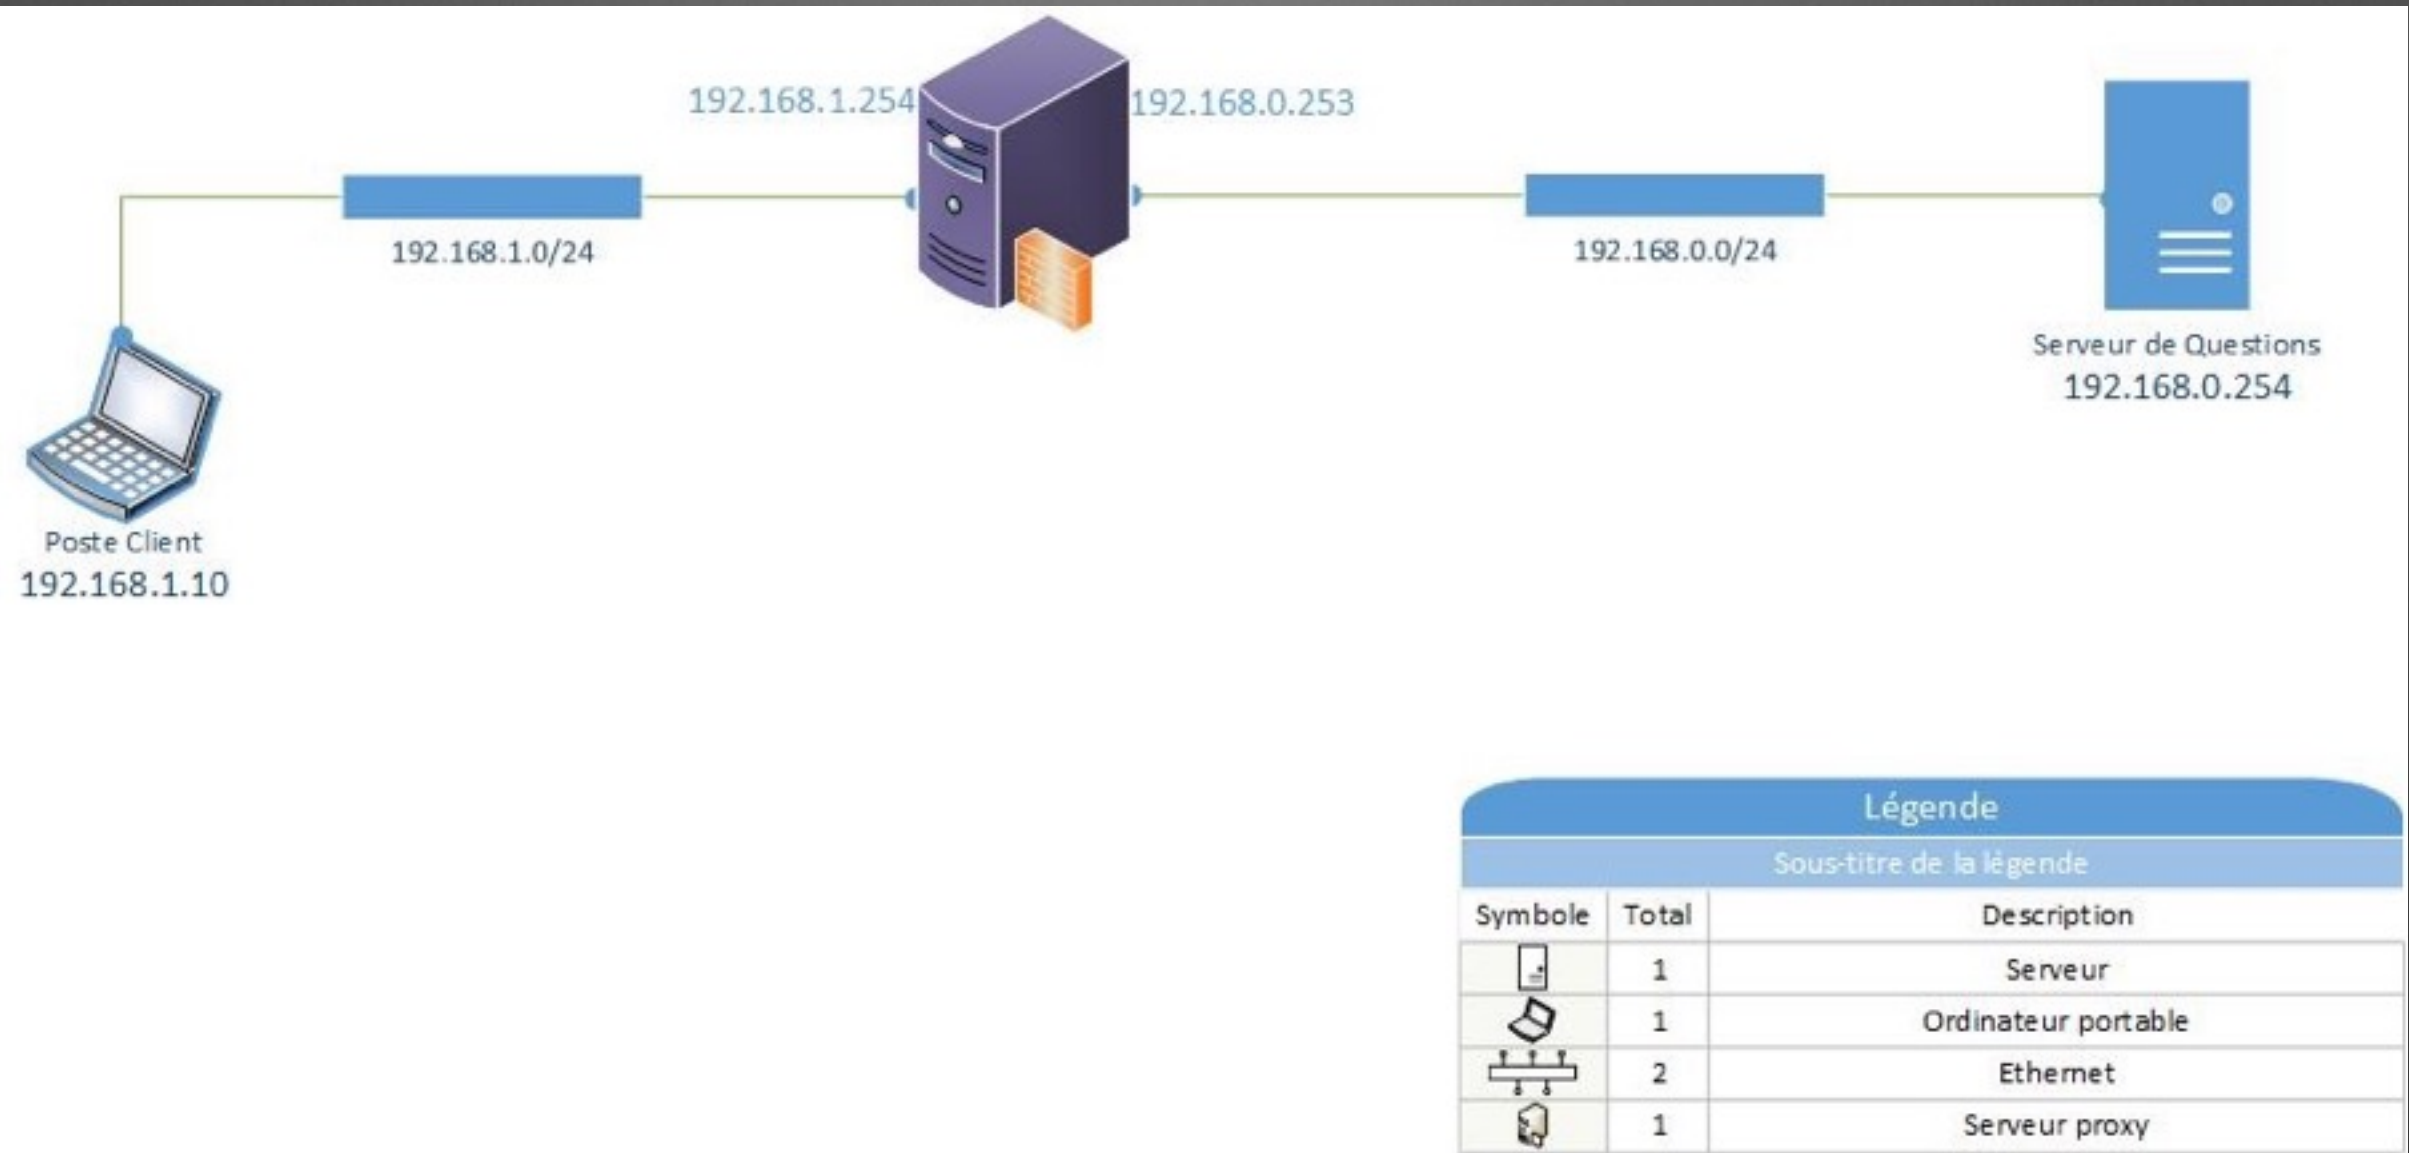 192.168.1.254
192.168.0.253
192.168.1.0/24
192.168.0.0/24
Serveur de Questions
192.168.0.254
Poste Client
192.168.1.10
Légende
Sous-titre de la légende
Symbole Total Description
1 Serveur
1 Ordinateur portable
2 Ethernet
1 Serveur proxy